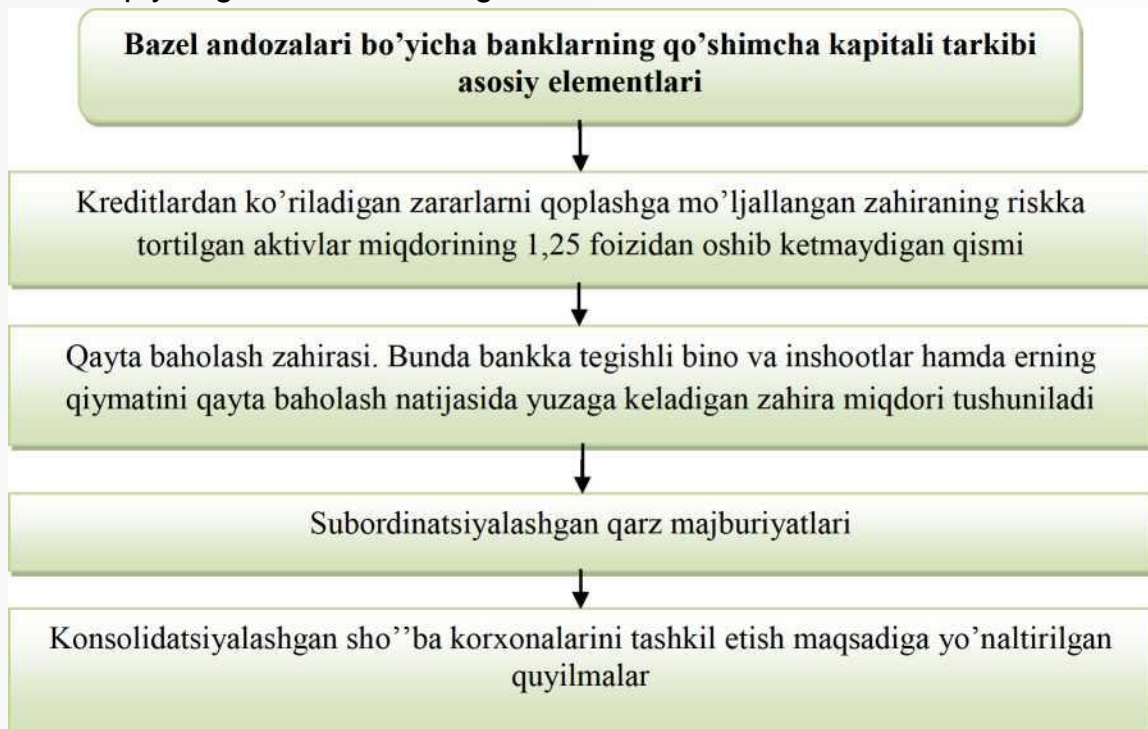 Bazel andozalari bo’yicha banklarning qo’shimcha kapitali tarkibi
asosiy elementlari
Kreditlardan ko’riladigan zararlarni qoplashga mo’ljallangan zahiraning riskka
tortilgan aktivlar miqdorining 1,25 foizidan oshib ketmaydigan qismi
Qayta baholash zahirasi. Bunda bankka tegishli bino va inshootlar hamda erning
qiymatini qayta baholash natijasida yuzaga keladigan zahira miqdori tushuniladi
Subordinatsiyalashgan qarz majburiyatlari
Konsolidatsiyalashgan sho’’ba korxonalarini tashkil etish maqsadiga yo’naltirilgan
quyilmalar